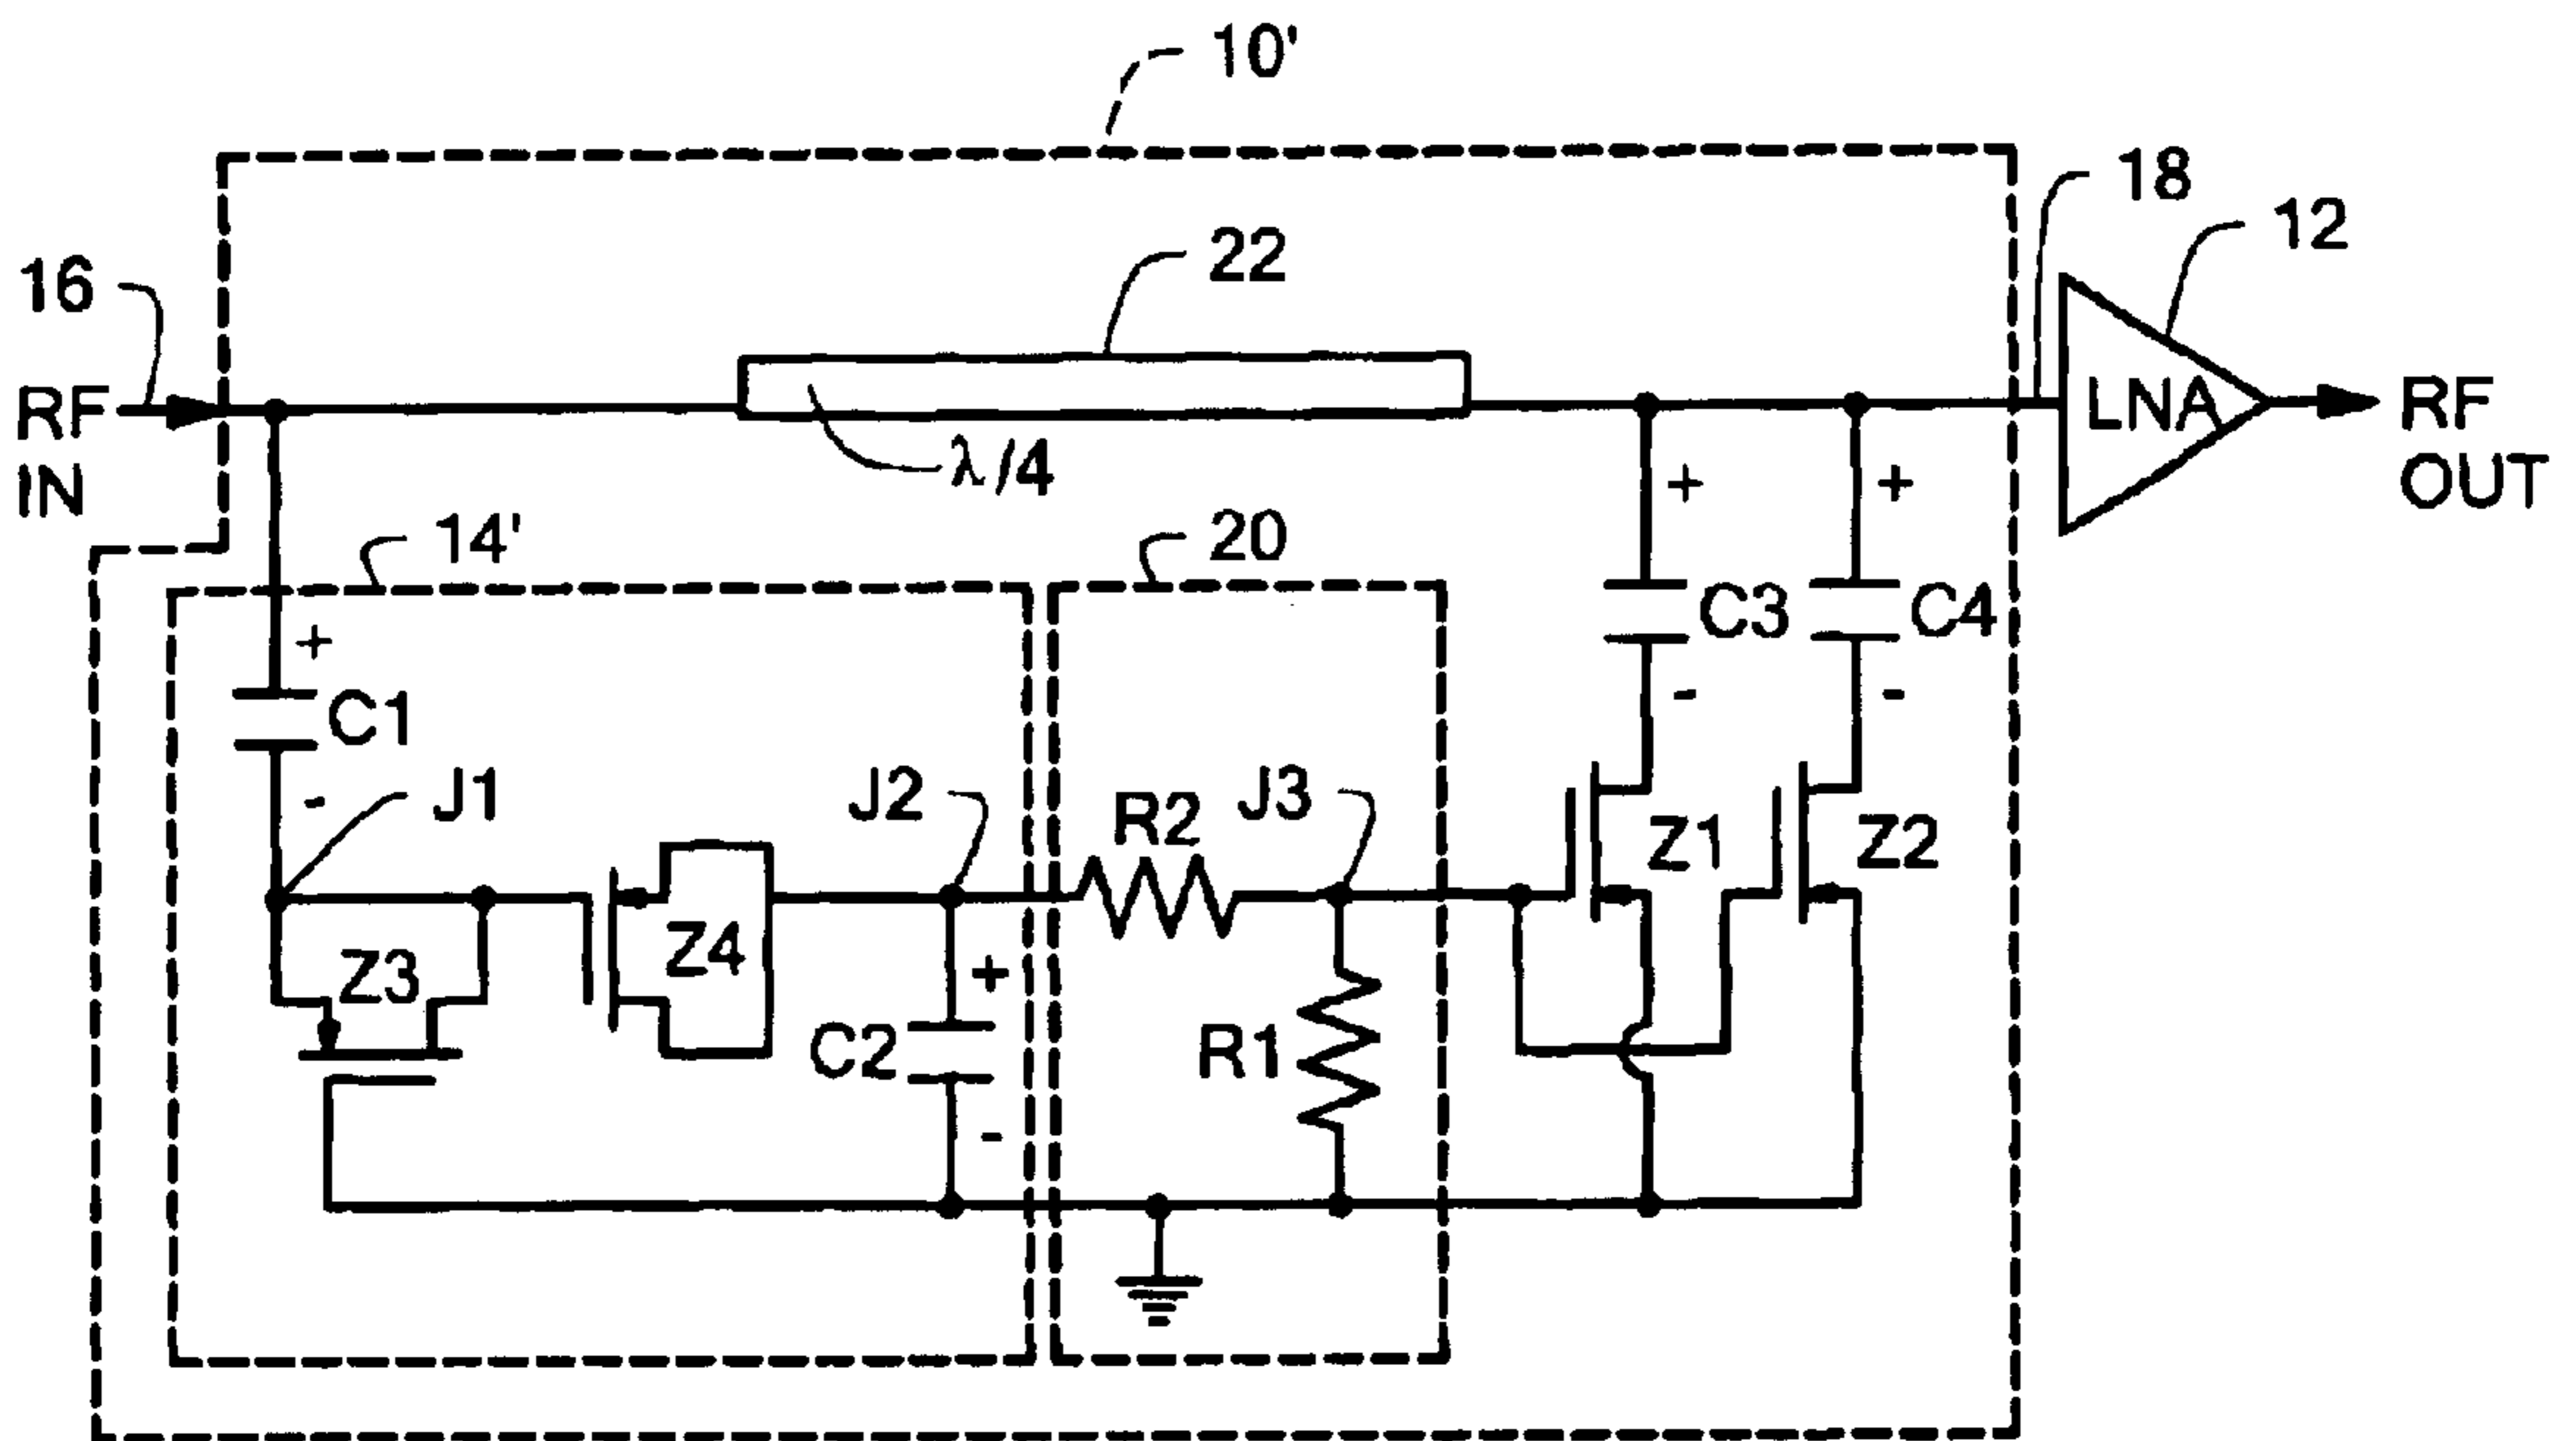 10'
18
12
22
16
RF
IN
λ/4
LNA
RF
OUT
14'
20
+
+
+
C3
C4
C1
-
-
-
J1
J2
R2
J3
Z1
Z2
Z3
Z4
+
C2
R1
-